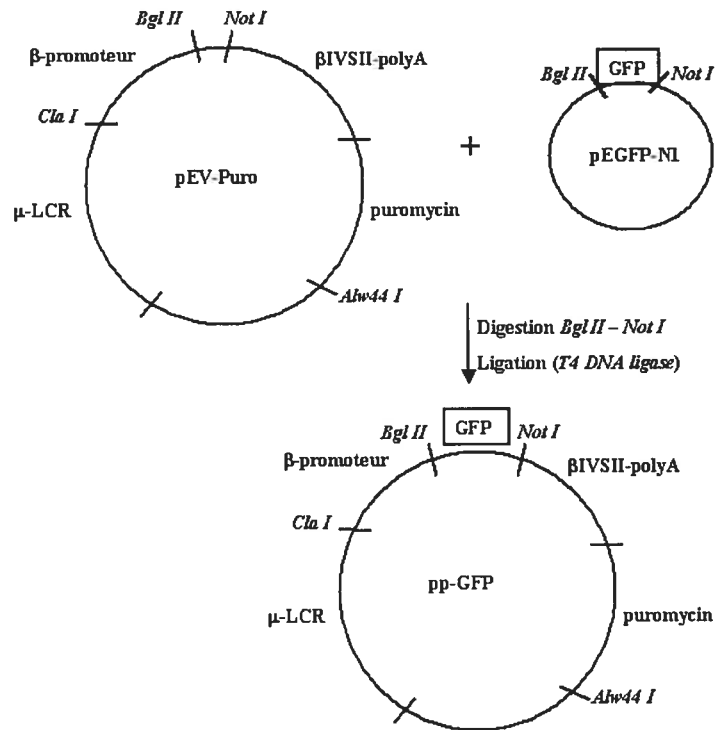 Bgl II Not I
β-promoteur βIVSII-polyA
Cla I
pEV-Puro
μ-LCR puromycin
Alw44 I
+
GFP
Bgl II Not I
pEGFP-N1
Digestion Bgl II – Not I
Ligation (T4 DNA ligase)
GFP
Bgl II Not I
β-promoteur βIVSII-polyA
Cla I
pp-GFP
μ-LCR puromycin
Alw44 I